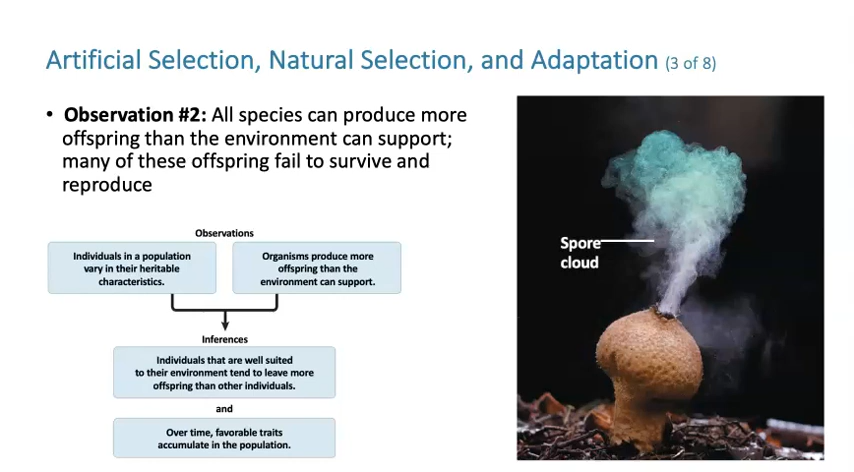 Artificial Selection, Natural Selection, and Adaptation (3 of 8)
• Observation #2: All species can produce more
offspring than the environment can support;
many of these offspring fail to survive and
reproduce
Observations
Individuals in a population
vary in their heritable
characteristics.
Organisms produce more
offspring than the
environment can support.
Inferences
Individuals that are well suited
to their environment tend to leave more
offspring than other individuals.
and
Over time, favorable traits
accumulate in the population.
Spore
cloud